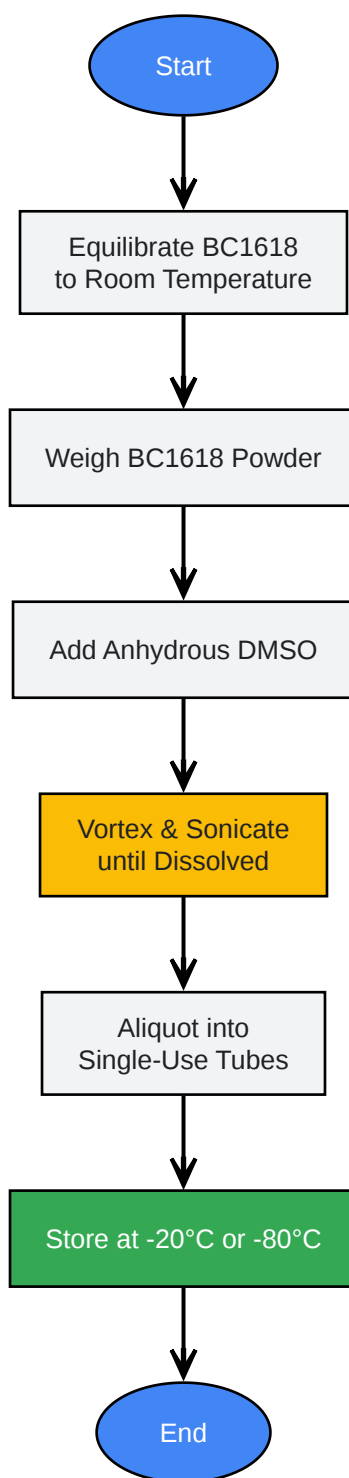 Start
Equilibrate BC1618
to Room Temperature
Weigh BC1618 Powder
Add Anhydrous DMSO
Vortex & Sonicate
until Dissolved
Aliquot into
Single-Use Tubes
Store at -20°C or -80°C
End